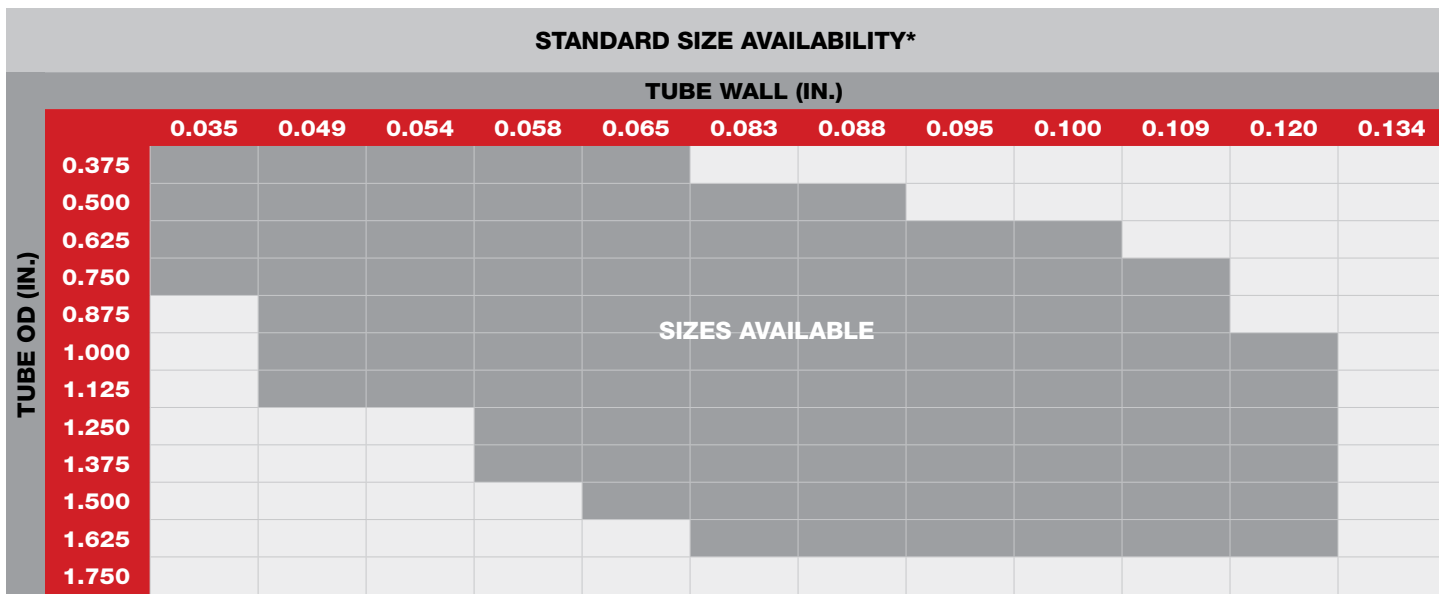 STANDARD SIZE AVAILABILITY*
TUBE WALL (IN.)
0.035 0.049 0.054 0.058 0.065 0.083 0.088 0.095 0.100 0.109 0.120 0.134
TUBE OD (IN.)
0.375
0.500
0.625
0.750
0.875
SIZES AVAILABLE
1.000
1.125
1.250
1.375
1.500
1.625
1.750